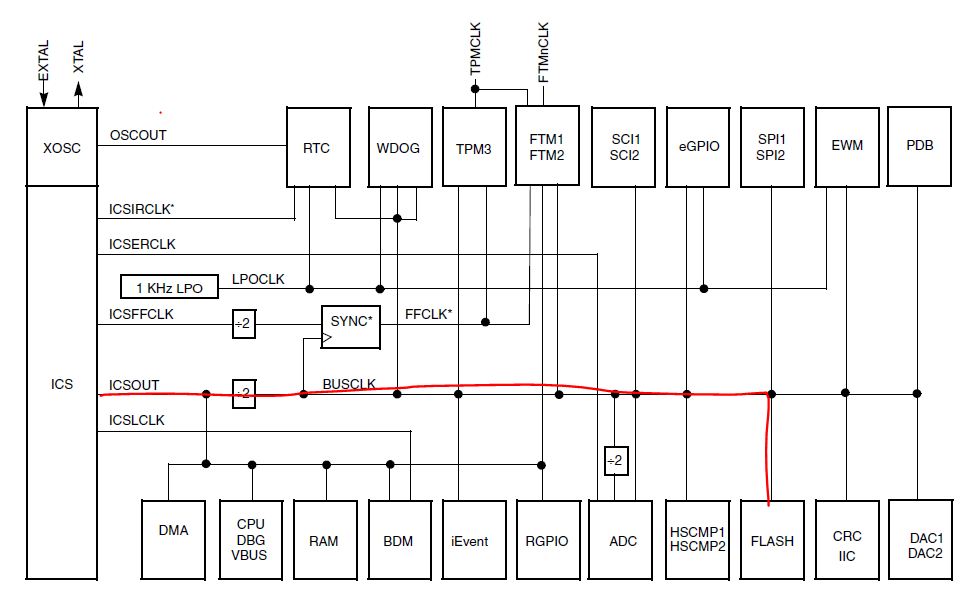 EXTAL
XTAL
TPMCLK
FTMnCLK
XOSC
OSCOUT
RTC
WDOG
TPM3
FTM1
FTM2
SCI1
SCI2
eGPIO
SPI1
SPI2
EWM
PDB
ICSIRCLK*
ICSERCLK
1 KHz LPO
LPOCLK
ICSFFCLK
÷2
SYNC*
FFCLK*
ICS
ICSOUT
÷2
BUSCLK
ICSLCLK
÷2
DMA
CPU
DBG
VBUS
RAM
BDM
iEvent
RGPIO
ADC
HSCMP1
HSCMP2
FLASH
CRC
IIC
DAC1
DAC2